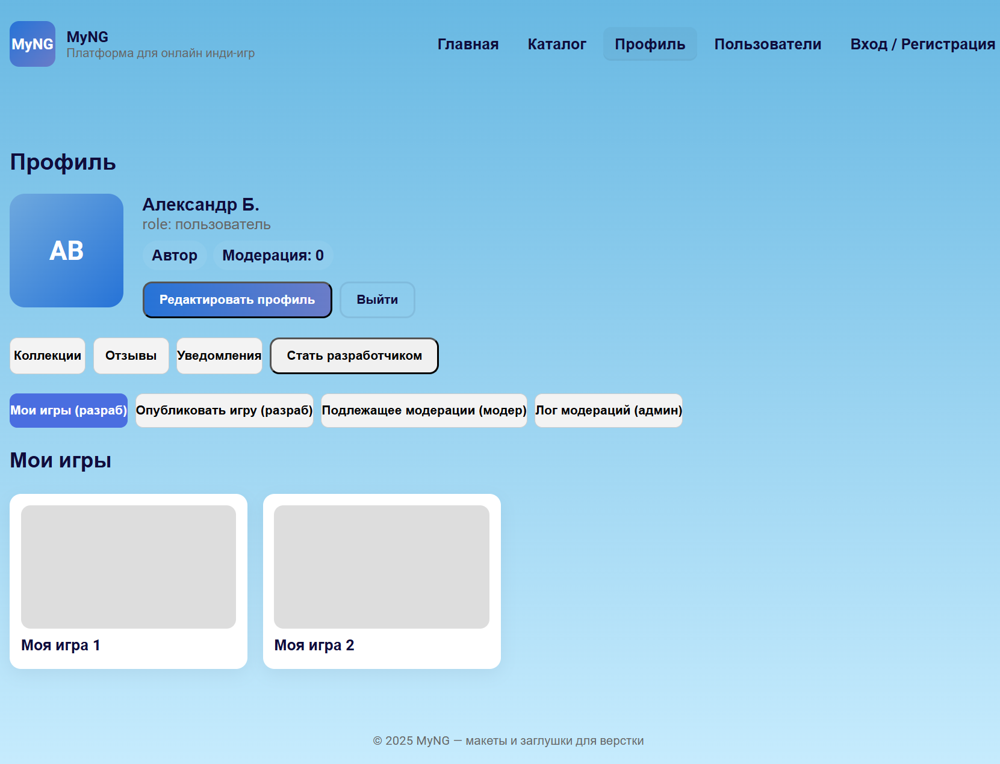 MyNG
MyNG
Платформа для онлайн инди-игр
Главная
Каталог
Профиль
Пользователи
Вход / Регистрация
Профиль
AB
Александр Б.
role: пользователь
Автор
Модерация: 0
Редактировать профиль
Выйти
Коллекции
Отзывы
Уведомления
Стать разработчиком
Мои игры (разраб)
Опубликовать игру (разраб)
Подлежащее модерации (модер)
Лог модераций (админ)
Мои игры
Моя игра 1
Моя игра 2
© 2025 MyNG — макеты и заглушки для верстки